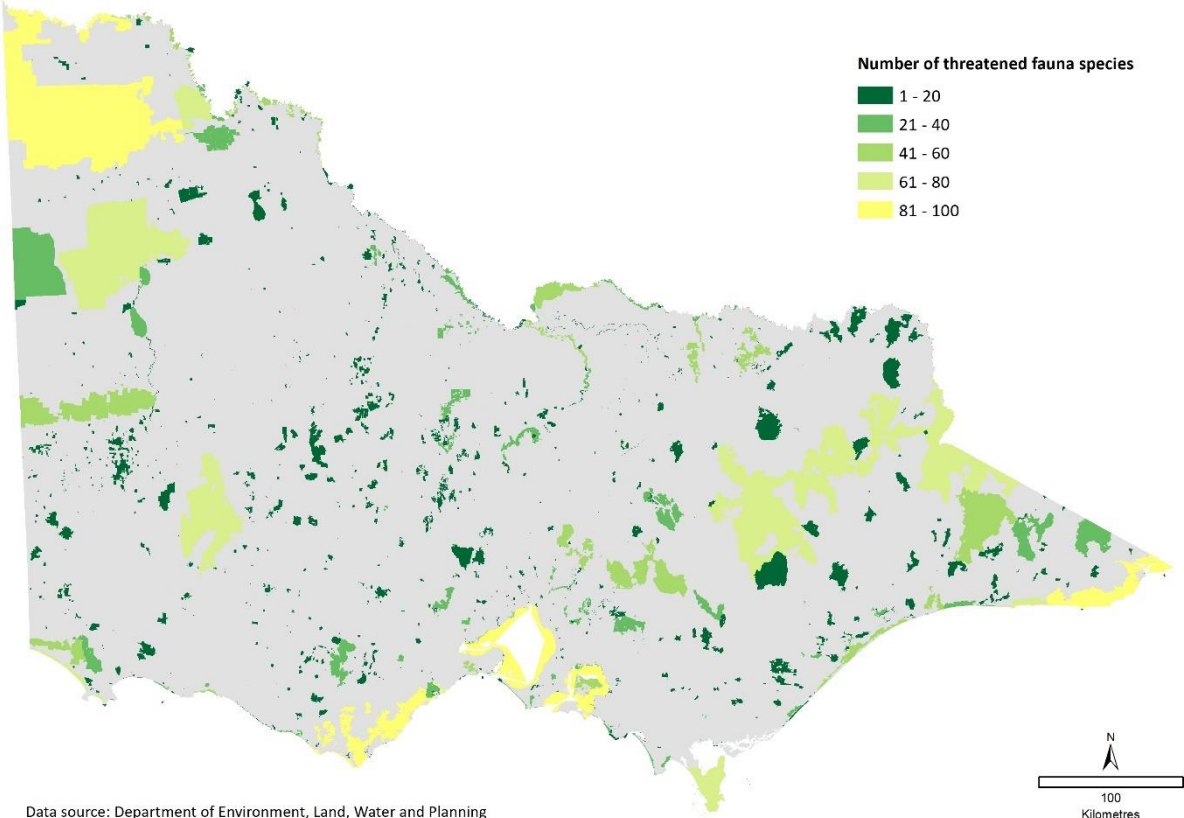 Number of threatened fauna species
1 - 20
21 - 40
41 - 60
61 - 80
81 - 100
N
100
Kilometres
Data source: Department of Environment, Land, Water and Planning